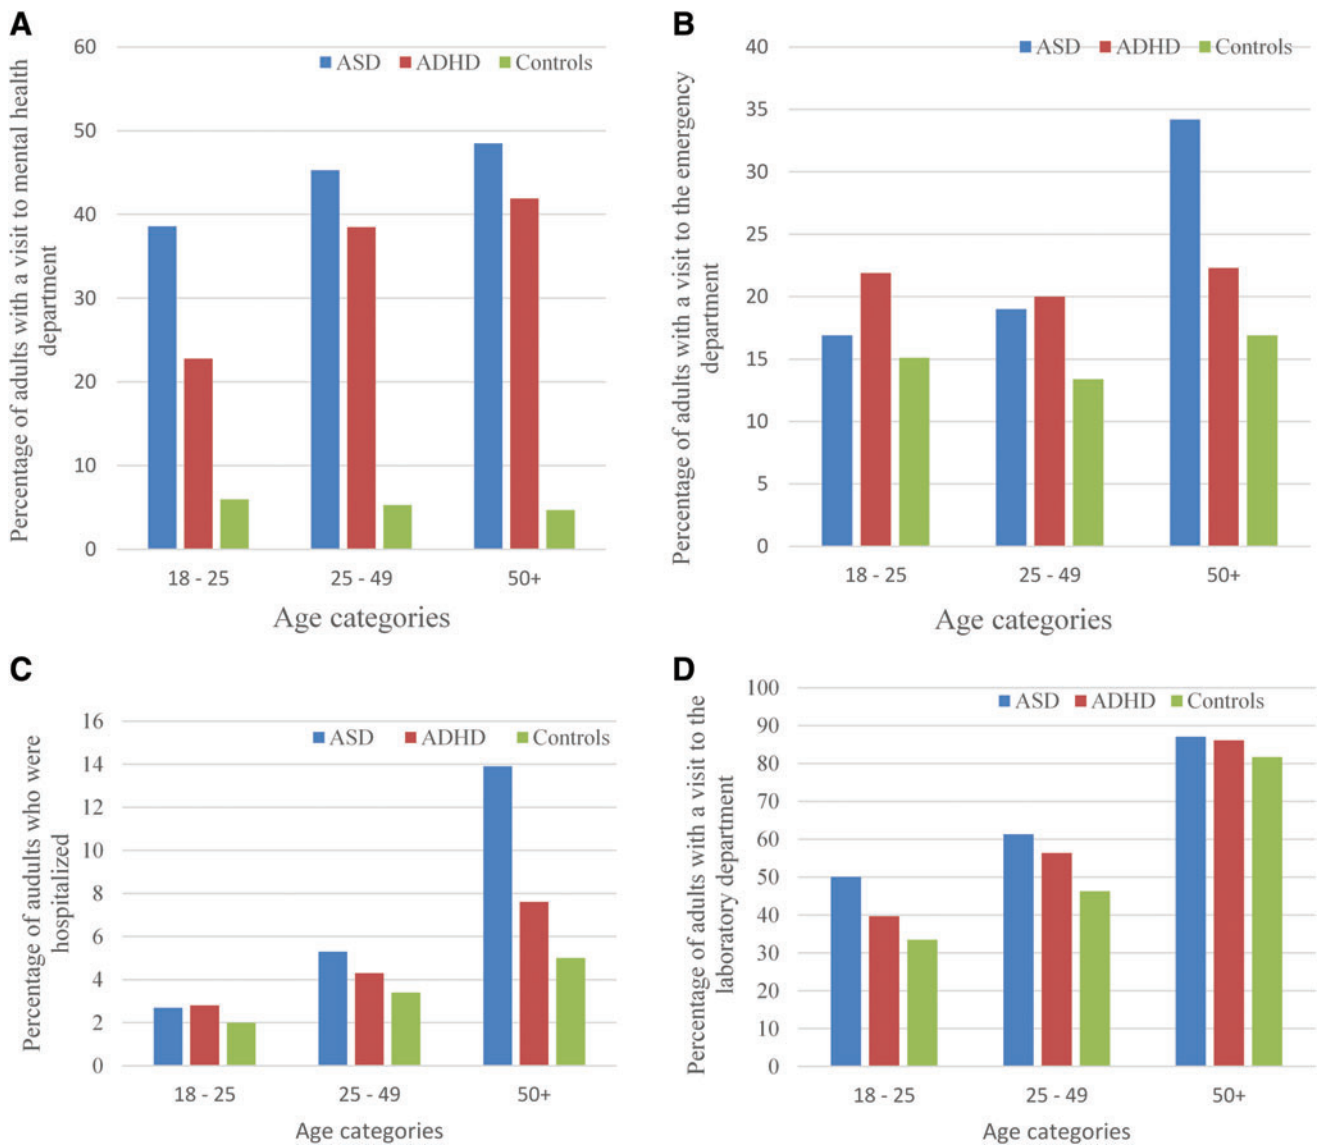 A
Percentage of adults with a visit to mental health
department
60
50
40
30
20
10
0
ASD ADHD Controls
18 - 25 25 - 49 50+
Age categories
B
Percentage of adults with a visit to the emergency
department
40
35
30
25
20
15
10
5
0
ASD ADHD Controls
18 - 25 25 - 49 50+
Age categories
C
Percentage of audults who were
hospitalized
16
14
12
10
8
6
4
2
0
ASD ADHD Controls
18 - 25 25 - 49 50+
Age categories
D
Percentage of adults with a visit to the
laboratory department
100
90
80
70
60
50
40
30
20
10
0
ASD ADHD Controls
18 - 25 25 - 49 50+
Age categories